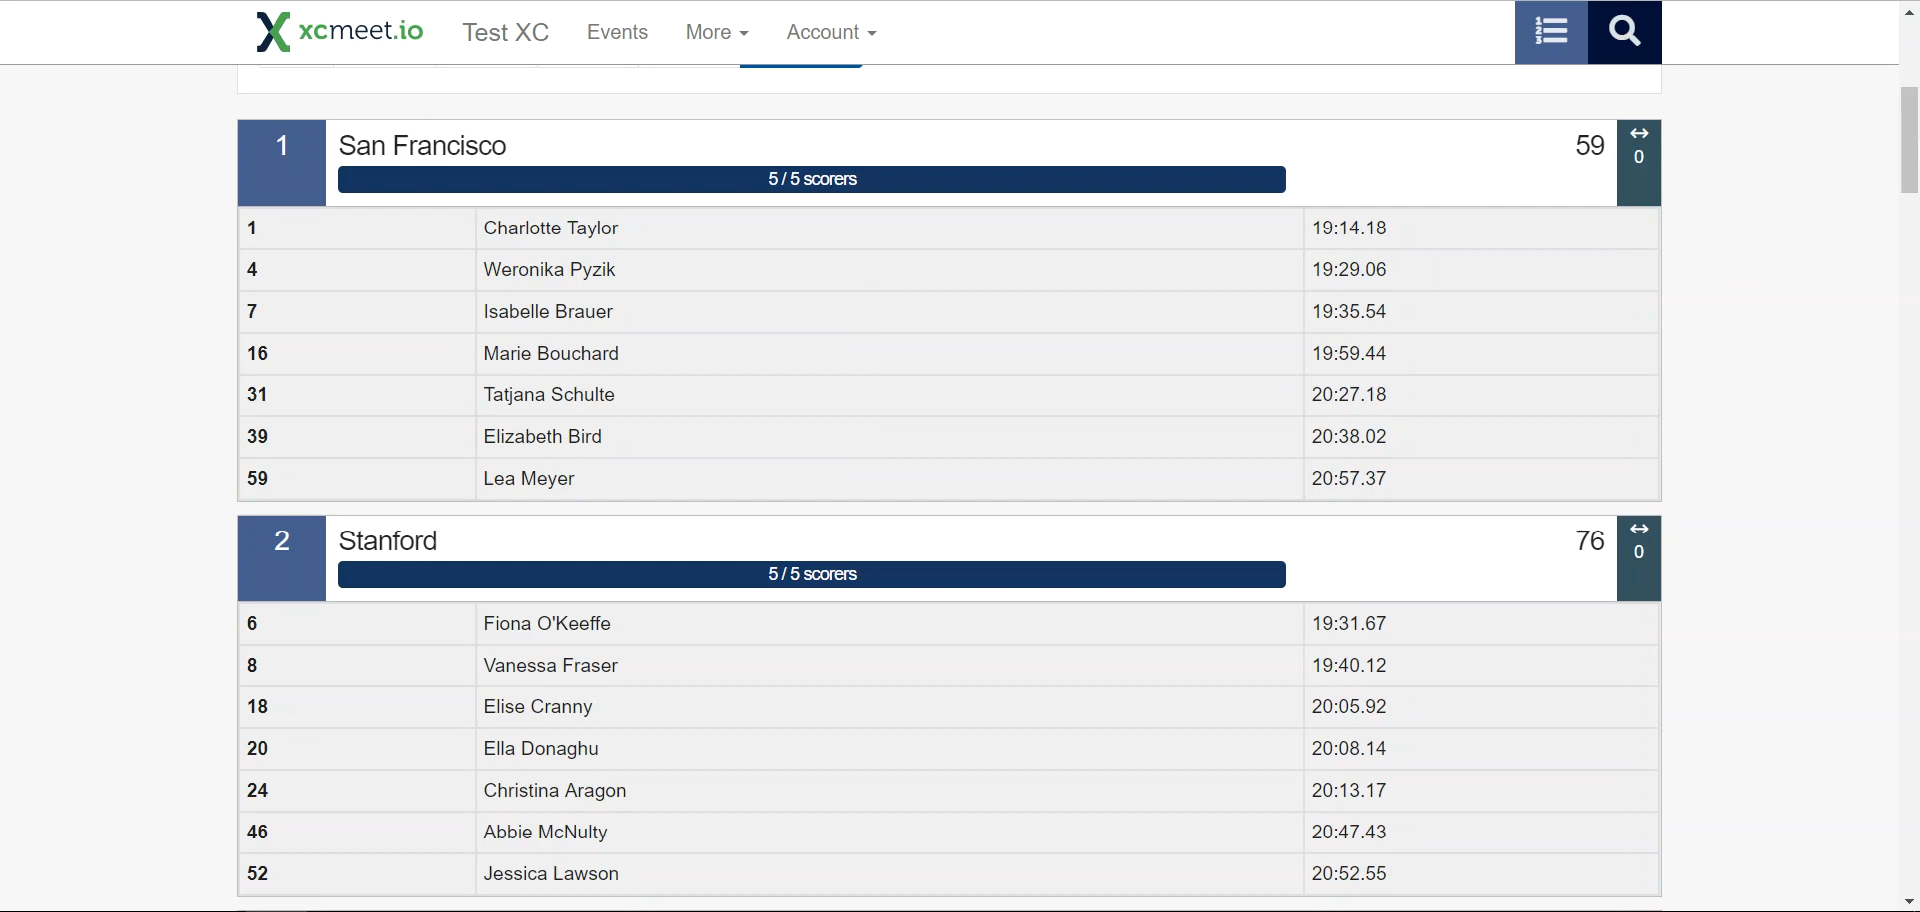 xcmeet.io Test XC Events More Account
1 San Francisco 59 0
5 / 5 scorers
1 Charlotte Taylor 19:14.18
4 Weronika Pyzik 19:29.06
7 Isabelle Brauer 19:35.54
16 Marie Bouchard 19:59.44
31 Tatjana Schulte 20:27.18
39 Elizabeth Bird 20:38.02
59 Lea Meyer 20:57.37
2 Stanford 76 0
5 / 5 scorers
6 Fiona O'Keeffe 19:31.67
8 Vanessa Fraser 19:40.12
18 Elise Cranny 20:05.92
20 Ella Donaghu 20:08.14
24 Christina Aragon 20:13.17
46 Abbie McNulty 20:47.43
52 Jessica Lawson 20:52.55